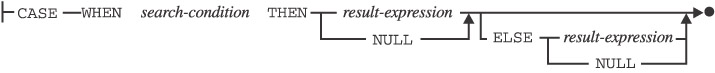 CASE WHEN search-condition THEN result-expression
NULL
ELSE result-expression
NULL